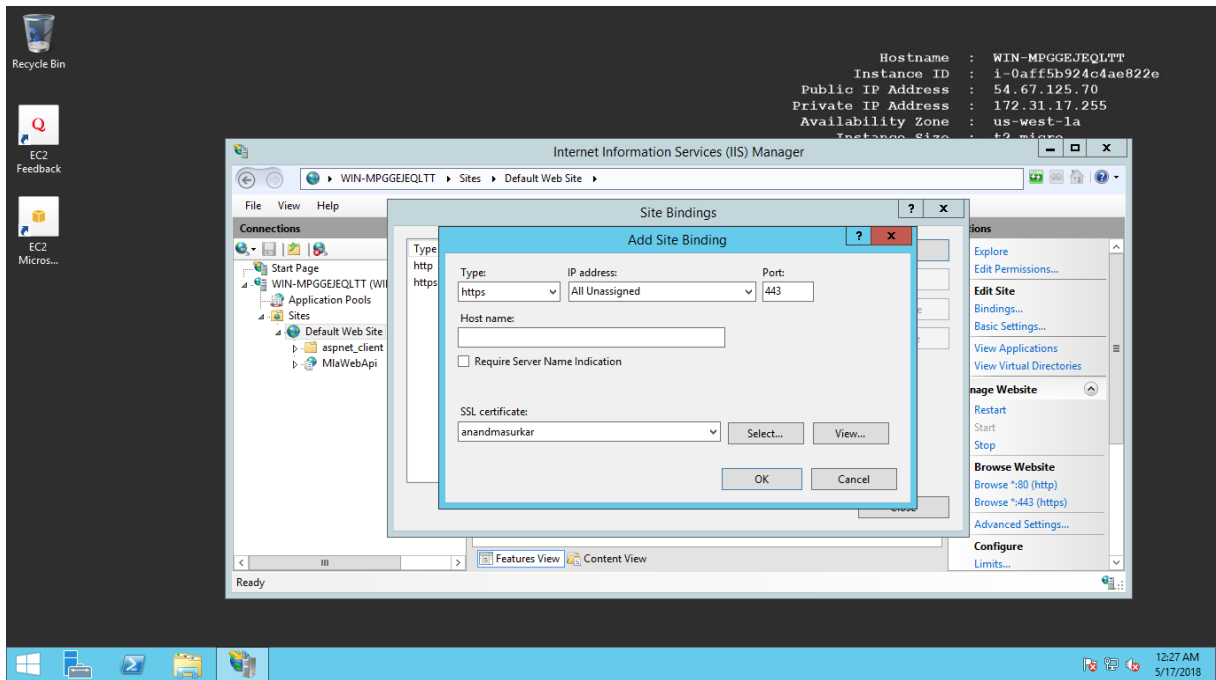 Recycle Bin
Hostname : WIN-MPGGEJEQLTT
Instance ID : i-0aff5b924c4ae822e
Public IP Address : 54.67.125.70
Private IP Address : 172.31.17.255
Availability Zone : us-west-1a
Instance Size : t2.micro
EC2
Feedback
EC2
Micros...
Internet Information Services (IIS) Manager
WIN-MPGGEJEQLTT
Sites
Default Web Site
File View Help
Connections
Start Page
WIN-MPGGEJEQLTT (WI
Application Pools
Sites
Default Web Site
aspnet_client
MlaWebApi
Site Bindings
Type
http
https
Add Site Binding
Type: IP address: Port:
https All Unassigned 443
Host name:
Require Server Name Indication
SSL certificate:
anandmasurkar Select... View...
OK Cancel
Close
Features View Content View
Ready
ions
Explore
Edit Permissions...
Edit Site
Bindings...
Basic Settings...
View Applications
View Virtual Directories
nage Website
Restart
Start
Stop
Browse Website
Browse *:80 (http)
Browse *:443 (https)
Advanced Settings...
Configure
Limits...
12:27 AM
5/17/2018